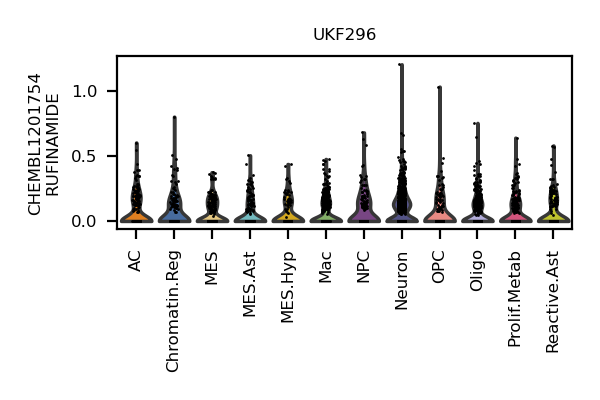 UKF296
CHEMBL1201754
RUFINAMIDE
1.0
0.5
0.0
AC
Chromatin.Reg
MES
MES.Ast
MES.Hyp
Mac
NPC
Neuron
OPC
Oligo
Prolif.Metab
Reactive.Ast